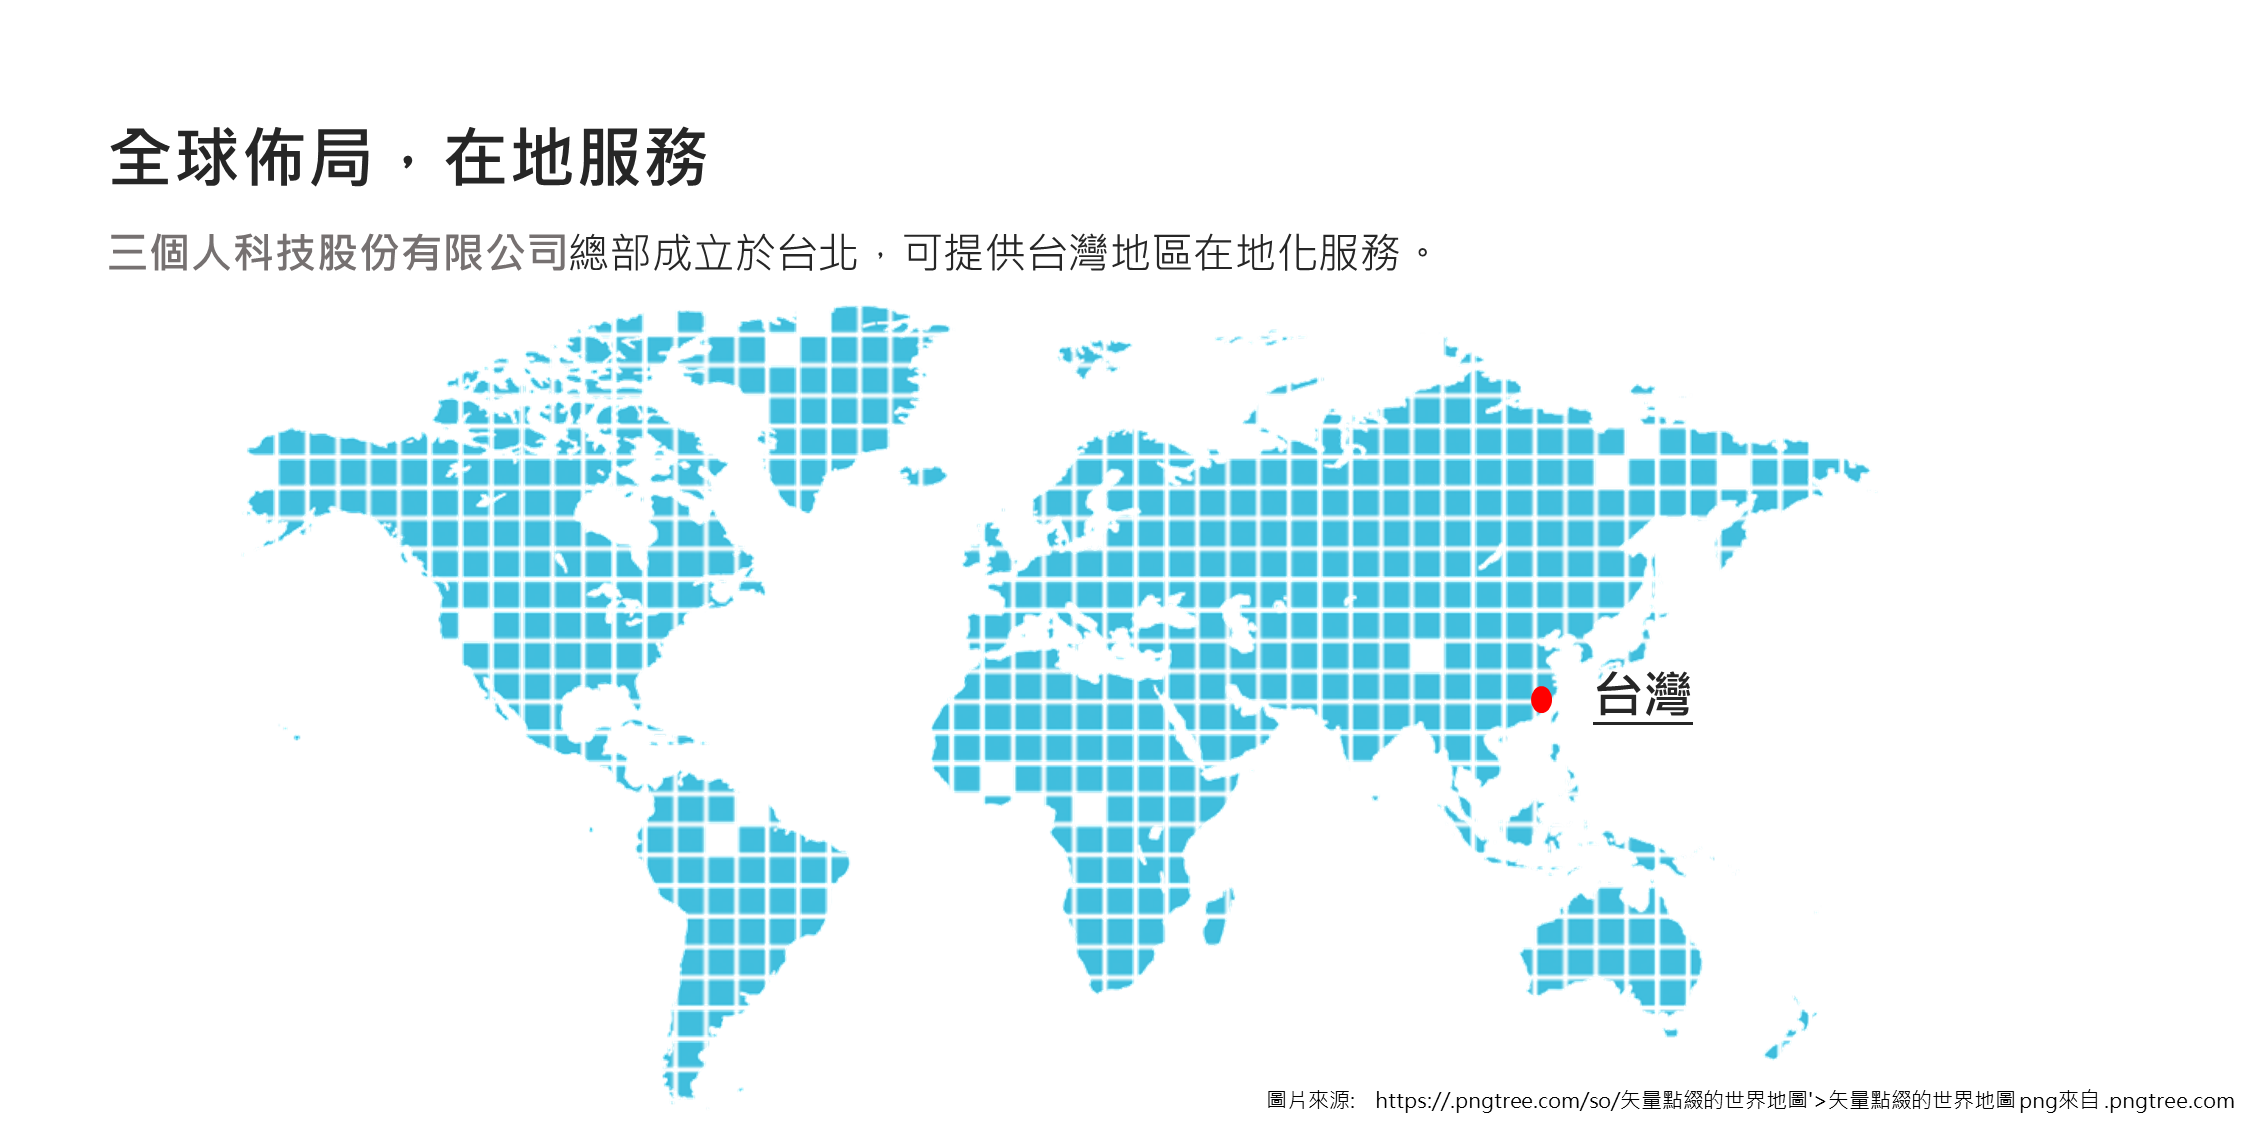 全球佈局，在地服務
三個人科技股份有限公司總部成立於台北，可提供台灣地區在地化服務。
台灣
圖片來源: https://.pngtree.com/so/矢量點綴的世界地圖'>矢量點綴的世界地圖png來自.pngtree.com